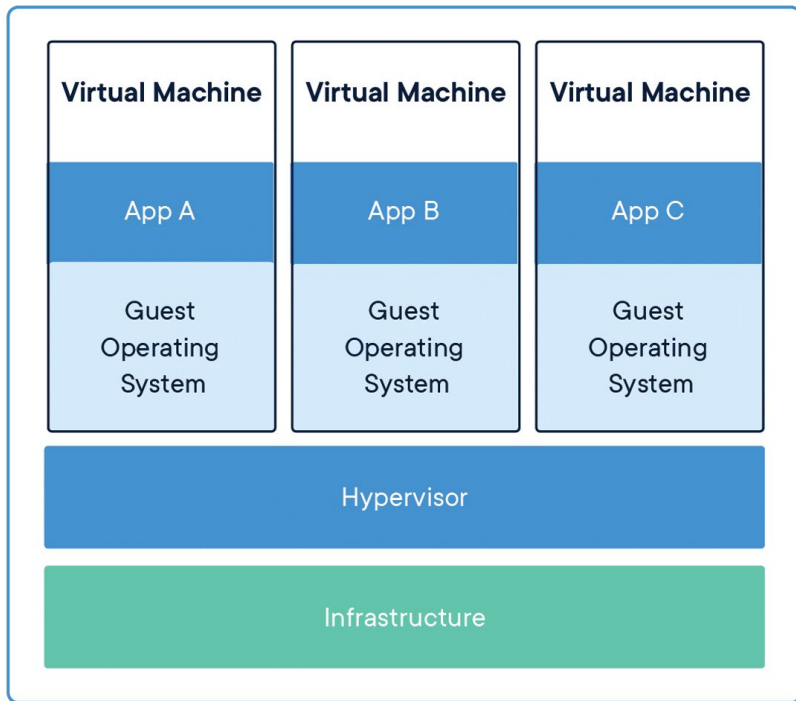 Virtual Machine
Virtual Machine
Virtual Machine
App A
App B
App C
Guest
Operating
System
Guest
Operating
System
Guest
Operating
System
Hypervisor
Infrastructure